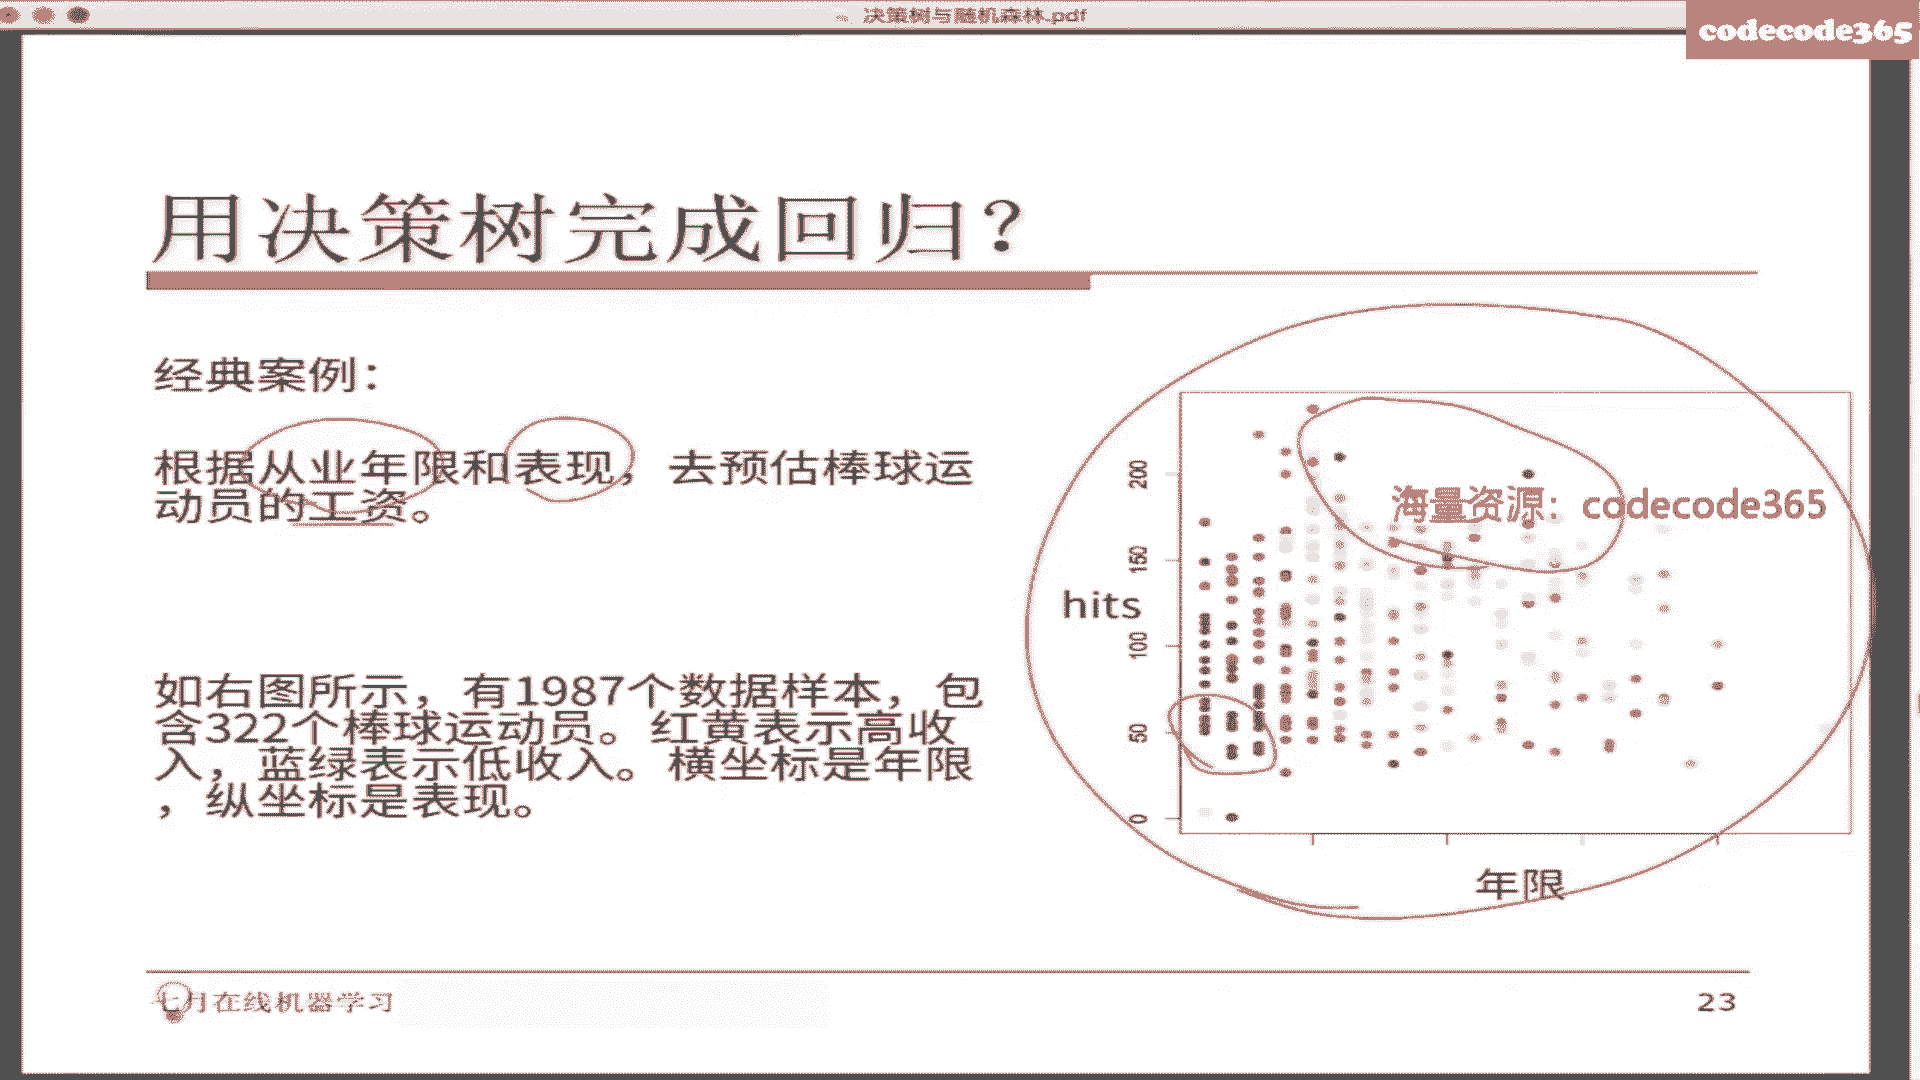 决策树与随机森林.pdf
codecode365
用决策树完成回归？
经典案例：
根据从业年限和表现，去预估棒球运
动员的工资。
如右图所示，有1987个数据样本，包
含322个棒球运动员。红黄表示高收
入，蓝绿表示低收入。横坐标是年限
，纵坐标是表现。
海量资源：codecode365
200
150
hits
100
50
0
年限
七月在线机器学习
23